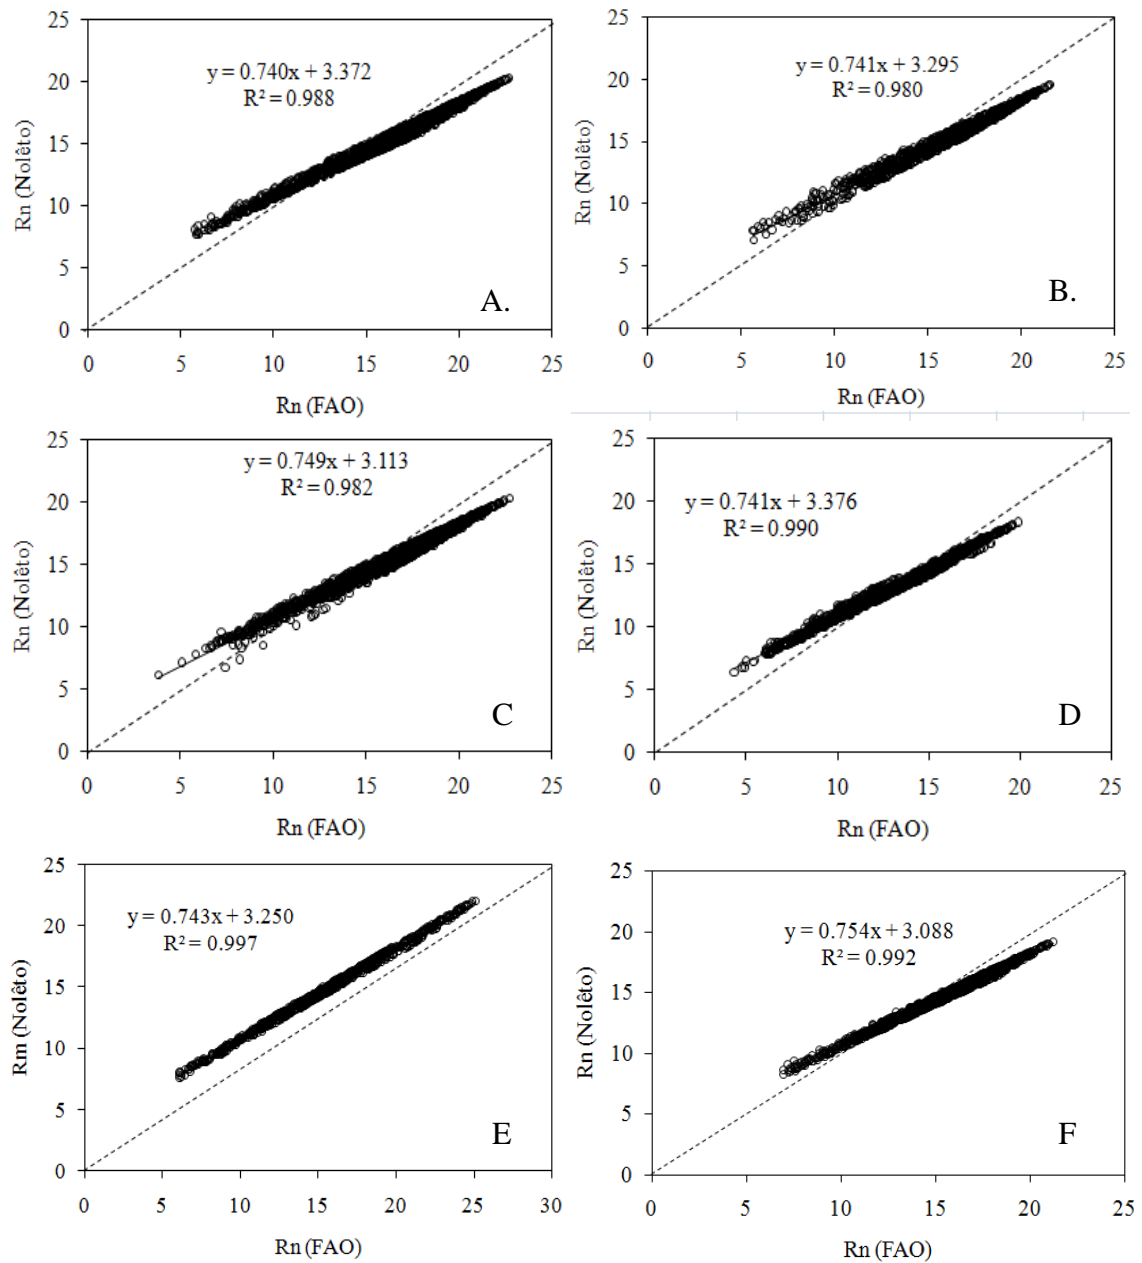 25
20
15
10
5
0
Rn (Nolêto)
y = 0.740x + 3.372
R² = 0.988
A.
0 5 10 15 20 25
Rn (FAO)
25
20
15
10
5
0
Rn (Nolêto)
y = 0.741x + 3.295
R² = 0.980
B.
0 5 10 15 20 25
Rn (FAO)
25
20
15
10
5
0
Rn (Nolêto)
y = 0.749x + 3.113
R² = 0.982
C
0 5 10 15 20 25
Rn (FAO)
25
20
15
10
5
0
Rn (Nolêto)
y = 0.741x + 3.376
R² = 0.990
D
0 5 10 15 20 25
Rn (FAO)
25
20
15
10
5
0
Rm (Nolêto)
y = 0.743x + 3.250
R² = 0.997
E
0 5 10 15 20 25 30
Rn (FAO)
25
20
15
10
5
0
Rn (Nolêto)
y = 0.754x + 3.088
R² = 0.992
F
0 5 10 15 20 25
Rn (FAO)